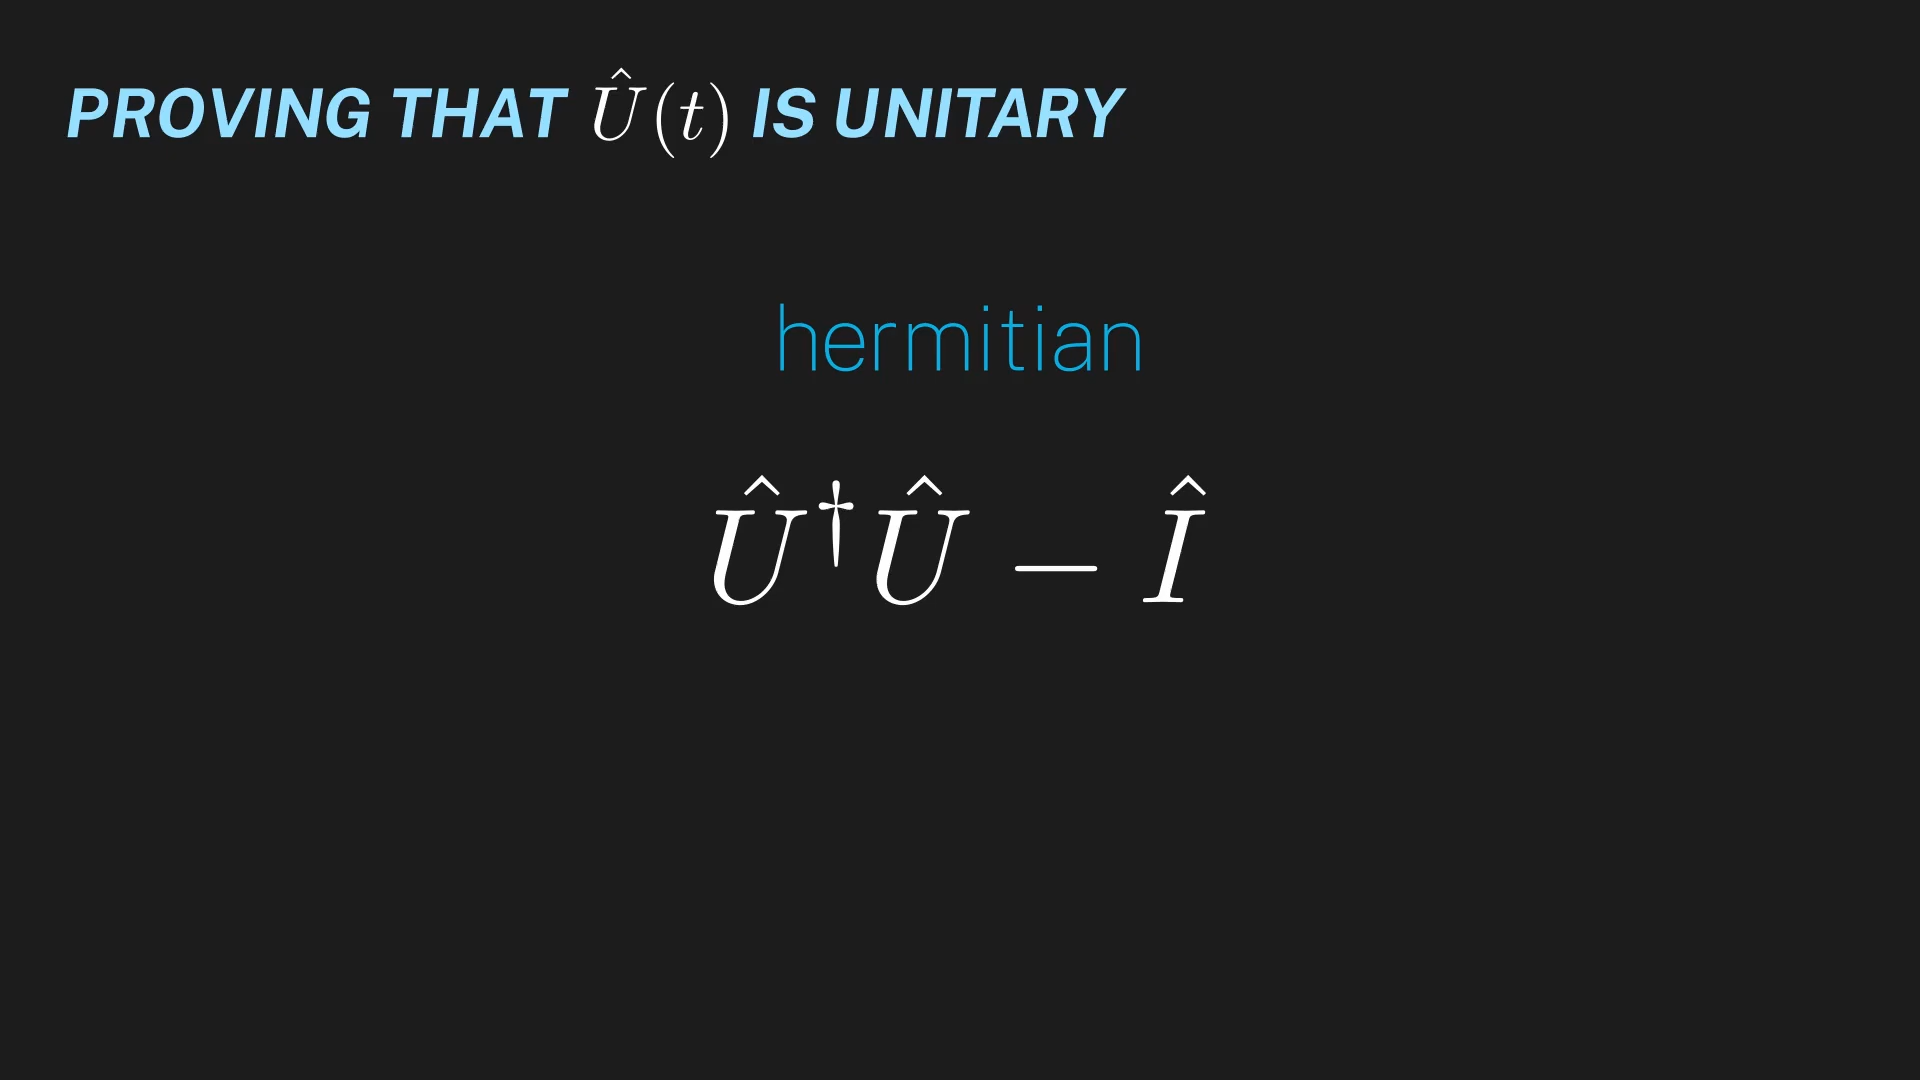 PROVING THAT Û(t) IS UNITARY
hermitian
Û†Û − Î